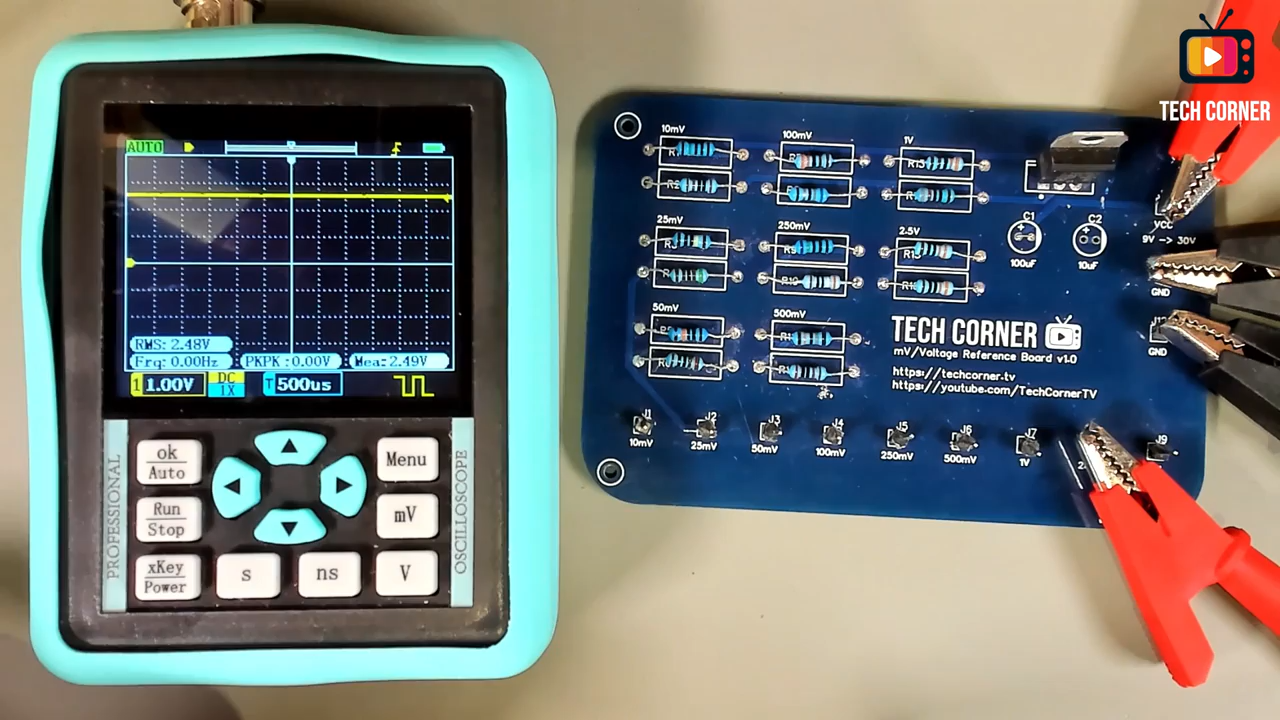 TECH CORNER
AUTO
RMS: 2.48V
Frq: 0.00Hz
PKPK : 0.00V
Mea: 2.49V
1 1.00V
DC
1X
T 500us
PROFESSIONAL
OSCILLOSCOPE
ok
Auto
Menu
Run
Stop
mV
xKey
Power
s
ns
V
10mV
100mV
1V
25mV
250mV
2.5V
50mV
500mV
C1
C2
100uF
10uF
VCC
9V -> 30V
GND
GND
TECH CORNER
mV/Voltage Reference Board v1.0
https://techcorner.tv
https://youtube.com/TechCornerTV
J1
10mV
J2
25mV
J3
50mV
J4
100mV
J5
250mV
J6
500mV
J7
1V
J9